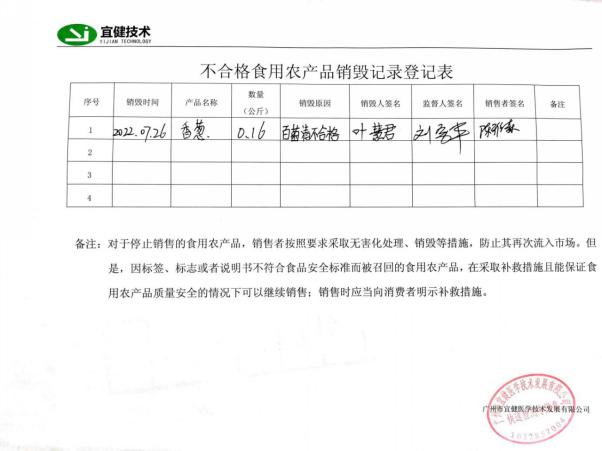 宜健技术
YIJIAN TECHNOLOGY
不合格食用农产品销毁记录登记表
序号 销毁时间 产品名称 数量（公斤） 销毁原因 销毁人签名 监督人签名 销售者签名 备注
1 2022.07.26 香葱 0.16 百菌清不合格 叶慧君
2
3
4
备注：对于停止销售的食用农产品，销售者按照要求采取无害化处理、销毁等措施，防止其再次流入市场。但
是，因标签、标志或者说明书不符合食品安全标准而被召回的食用农产品，在采取补救措施且能保证食
用农产品质量安全的情况下可以继续销售；销售时应当向消费者明示补救措施。
广州市宜健医学技术发展有限公司